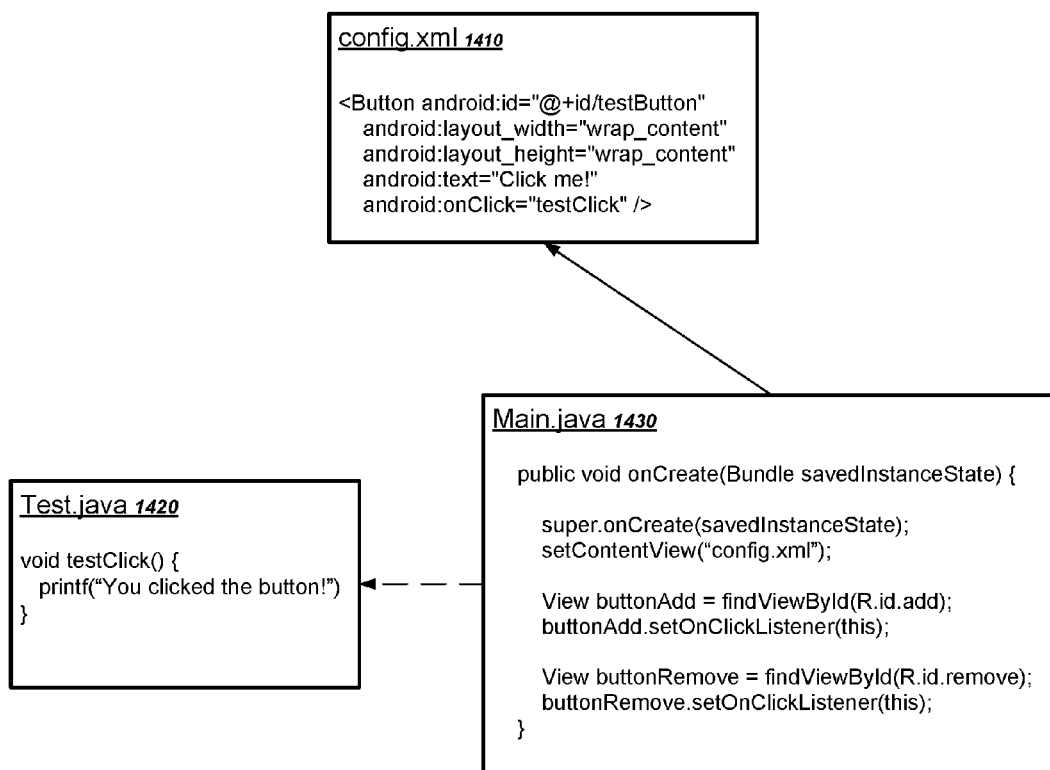 config.xml 1410
<Button android:id="@+id/testButton"
android:layout_width="wrap_content"
android:layout_height="wrap_content"
android:text="Click me!"
android:onClick="testClick" />
Test.java 1420
void testClick() {
printf(“You clicked the button!”)
}
Main.java 1430
public void onCreate(Bundle savedInstanceState) {
super.onCreate(savedInstanceState);
setContentView(“config.xml”);
View buttonAdd = findViewById(R.id.add);
buttonAdd.setOnClickListener(this);
View buttonRemove = findViewById(R.id.remove);
buttonRemove.setOnClickListener(this);
}